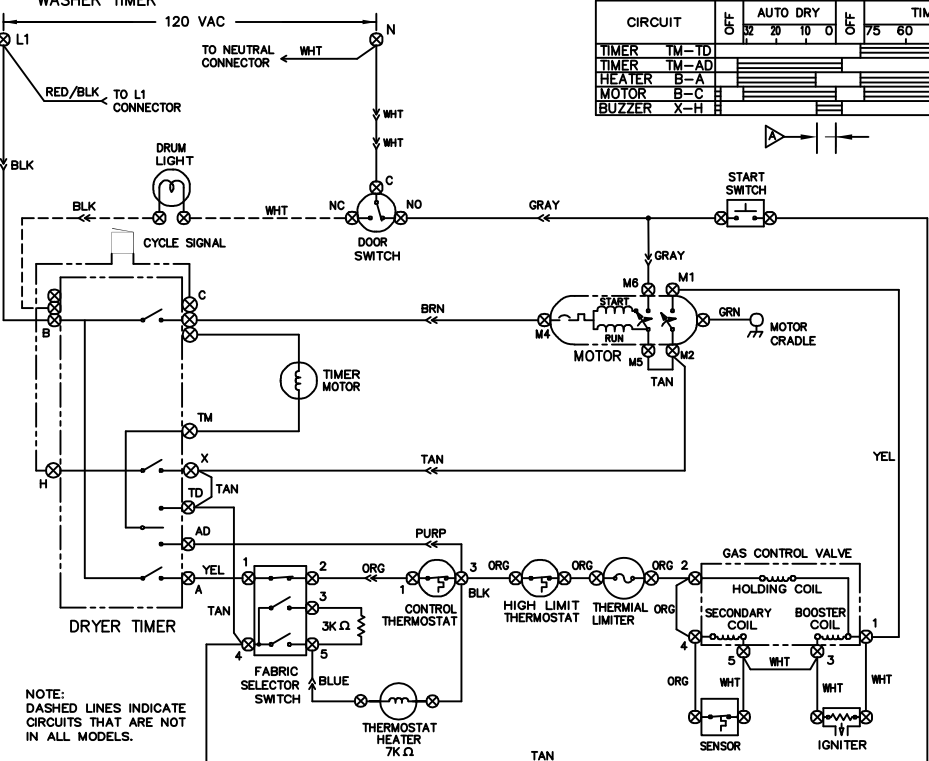 WASHER TIMER
120 VAC
L1
N
TO NEUTRAL
CONNECTOR
WHT
RED/BLK
TO L1
CONNECTOR
WHT
WHT
BLK
CIRCUIT
OFF
AUTO DRY
OFF
32 20 10 0
75 60
TIMER TM-TD
TIMER TM-AD
HEATER B-A
MOTOR B-C
BUZZER X-H
A
DRUM
LIGHT
BLK
WHT
NC
C
NO
DOOR
SWITCH
GRAY
START
SWITCH
CYCLE SIGNAL
GRAY
C
B
BRN
M6
M1
START
RUN
M4
M5
M2
MOTOR
TAN
GRN
MOTOR
CRADLE
TIMER
MOTOR
TM
X
H
TAN
TD
TAN
YEL
AD
PURP
YEL
A
1
2
ORG
1
3
ORG
ORG
ORG
2
GAS CONTROL VALVE
HOLDING COIL
CONTROL
THERMOSTAT
BLK
HIGH LIMIT
THERMOSTAT
THERMIAL
LIMITER
ORG
SECONDARY
COIL
BOOSTER
COIL
1
TAN
3
3K Ω
4
5
4
5
WHT
3
DRYER TIMER
FABRIC
SELECTOR
SWITCH
BLUE
ORG
WHT
WHT
WHT
THERMOSTAT
HEATER
7K Ω
SENSOR
IGNITER
NOTE:
DASHED LINES INDICATE
CIRCUITS THAT ARE NOT
IN ALL MODELS.
TAN